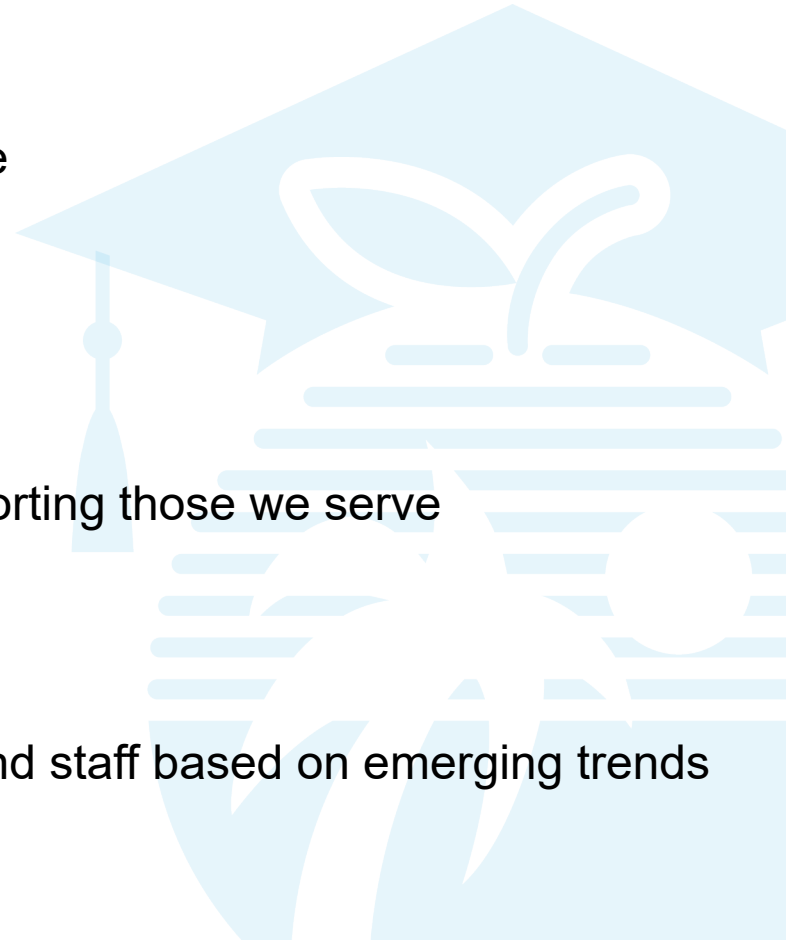 e
orting those we serve
nd staff based on emerging trends